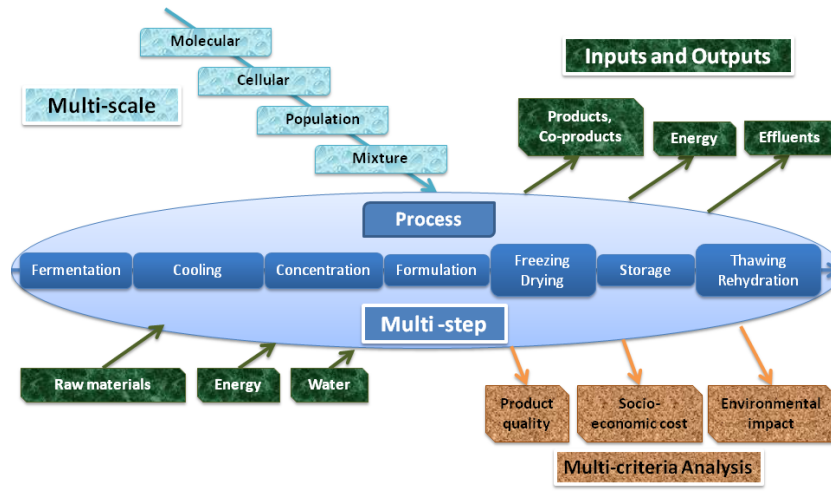 Molecular
Cellular
Population
Mixture
Multi-scale
Inputs and Outputs
Products,
Co-products
Energy
Effluents
Process
Fermentation
Cooling
Concentration
Formulation
Freezing
Drying
Storage
Thawing
Rehydration
Multi -step
Raw materials
Energy
Water
Product
quality
Socio-
economic cost
Environmental
impact
Multi-criteria Analysis